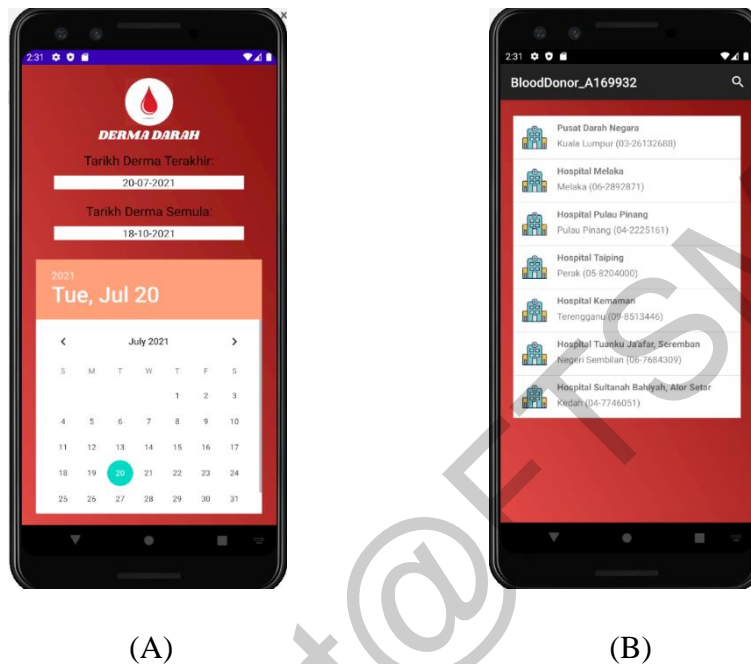 2:31
DERMA DARAH
Tarikh Derma Terakhir:
20-07-2021
Tarikh Derma Semula:
18-10-2021
2021
Tue, Jul 20
July 2021
S M T W T F S
1 2 3
4 5 6 7 8 9 10
11 12 13 14 15 16 17
18 19 20 21 22 23 24
25 26 27 28 29 30 31
(A)
2:31
BloodDonor_A169932
Pusat Darah Negara
Kuala Lumpur (03-26132688)
Hospital Melaka
Melaka (06-2892871)
Hospital Pulau Pinang
Pulau Pinang (04-2225161)
Hospital Taiping
Perak (05-8204000)
Hospital Kemaman
Terengganu (09-8513446)
Hospital Tuanku Ja'afar, Seremban
Negeri Sembilan (06-7684309)
Hospital Sultanah Bahiyah, Alor Setar
Kedah (04-7746051)
(B)
t@FTSM